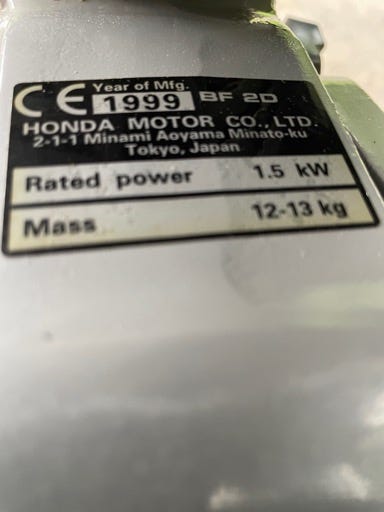 CE Year of Mfg.
1999 BF 2D
HONDA MOTOR CO., LTD.
2-1-1 Minami Aoyama Minato-ku
Tokyo, Japan
Rated power 1.5 kW
Mass 12-13 kg